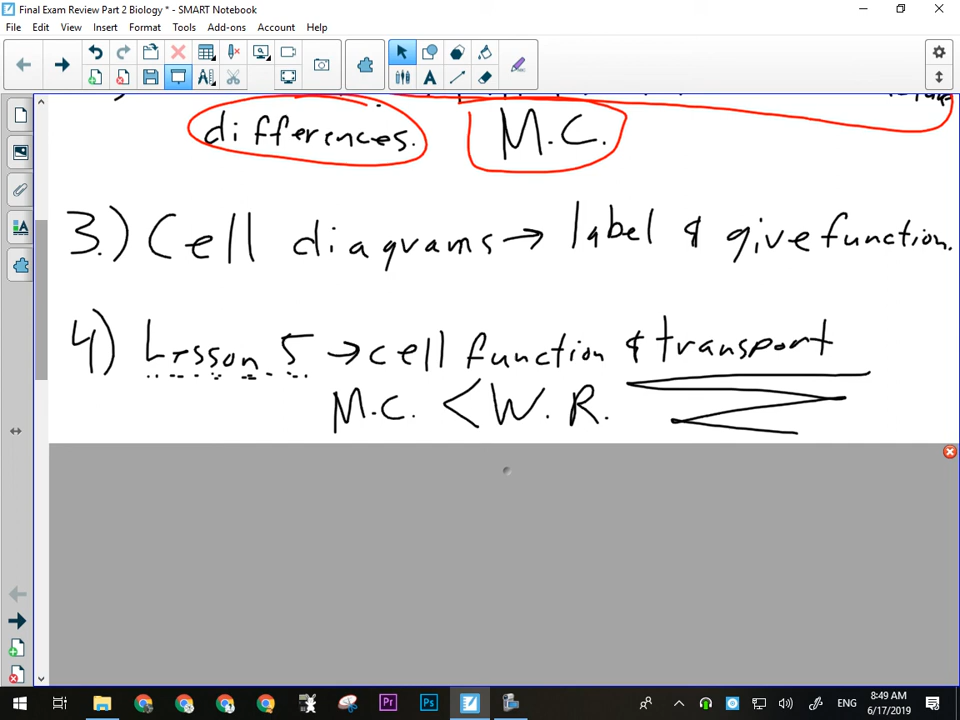 Final Exam Review Part 2 Biology * - SMART Notebook
File Edit View Insert Format Tools Add-ons Account Help
differences. M.C.
3.) Cell diagrams → label & give function.
4) Lesson 5 → cell function & transport
M.C. < W.R.
Pr Ps ENG 8:49 AM
6/17/2019